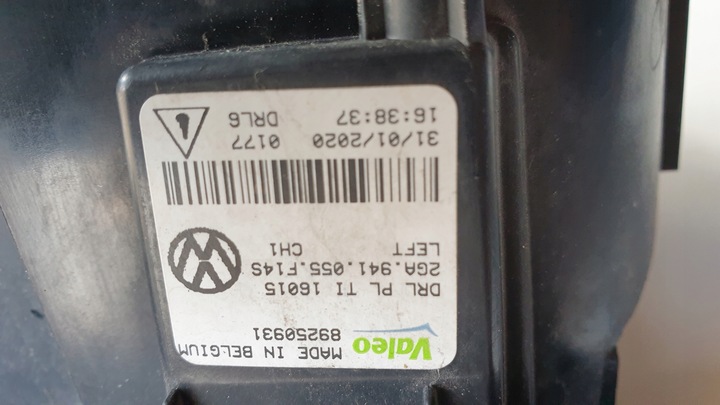 Valeo MADE IN BELGIUM
89250931
DRL PL TI 16015
2GA.941.055.F14S
LEFT CH1
31/01/2020 0177
16:38:37 DRL6